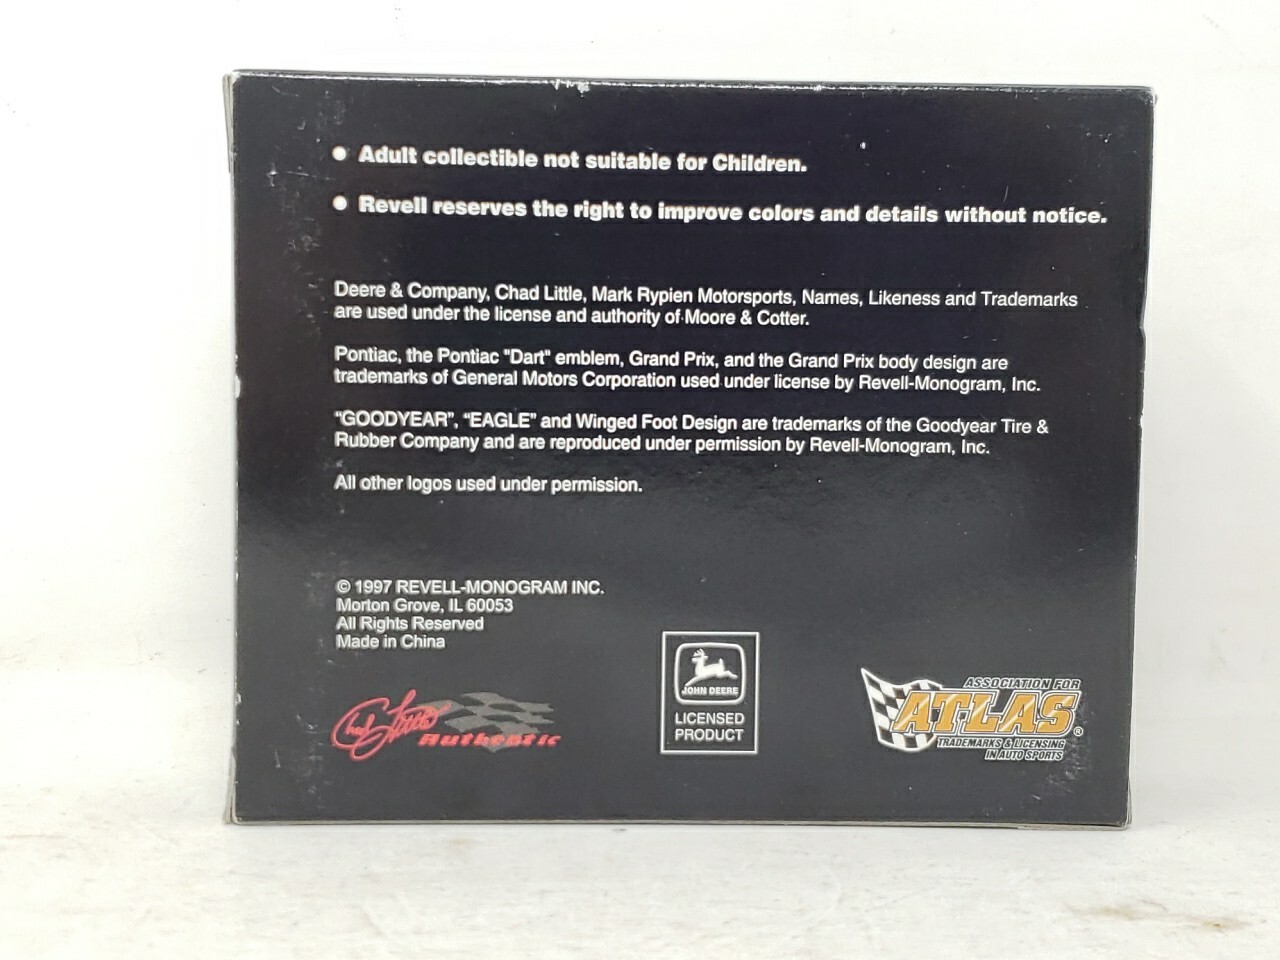 ● Adult collectible not suitable for Children.
● Revell reserves the right to improve colors and details without notice.
Deere & Company, Chad Little, Mark Rypien Motorsports, Names, Likeness and Trademarks
are used under the license and authority of Moore & Cotter.
Pontiac, the Pontiac "Dart" emblem, Grand Prix, and the Grand Prix body design are
trademarks of General Motors Corporation used under license by Revell-Monogram, Inc.
"GOODYEAR", "EAGLE" and Winged Foot Design are trademarks of the Goodyear Tire &
Rubber Company and are reproduced under permission by Revell-Monogram, Inc.
All other logos used under permission.
© 1997 REVELL-MONOGRAM INC.
Morton Grove, IL 60053
All Rights Reserved
Made in China
Chad Little
Authentic
JOHN DEERE
LICENSED
PRODUCT
ASSOCIATION FOR
ATLAS®
TRADEMARKS & LICENSING
IN AUTO SPORTS